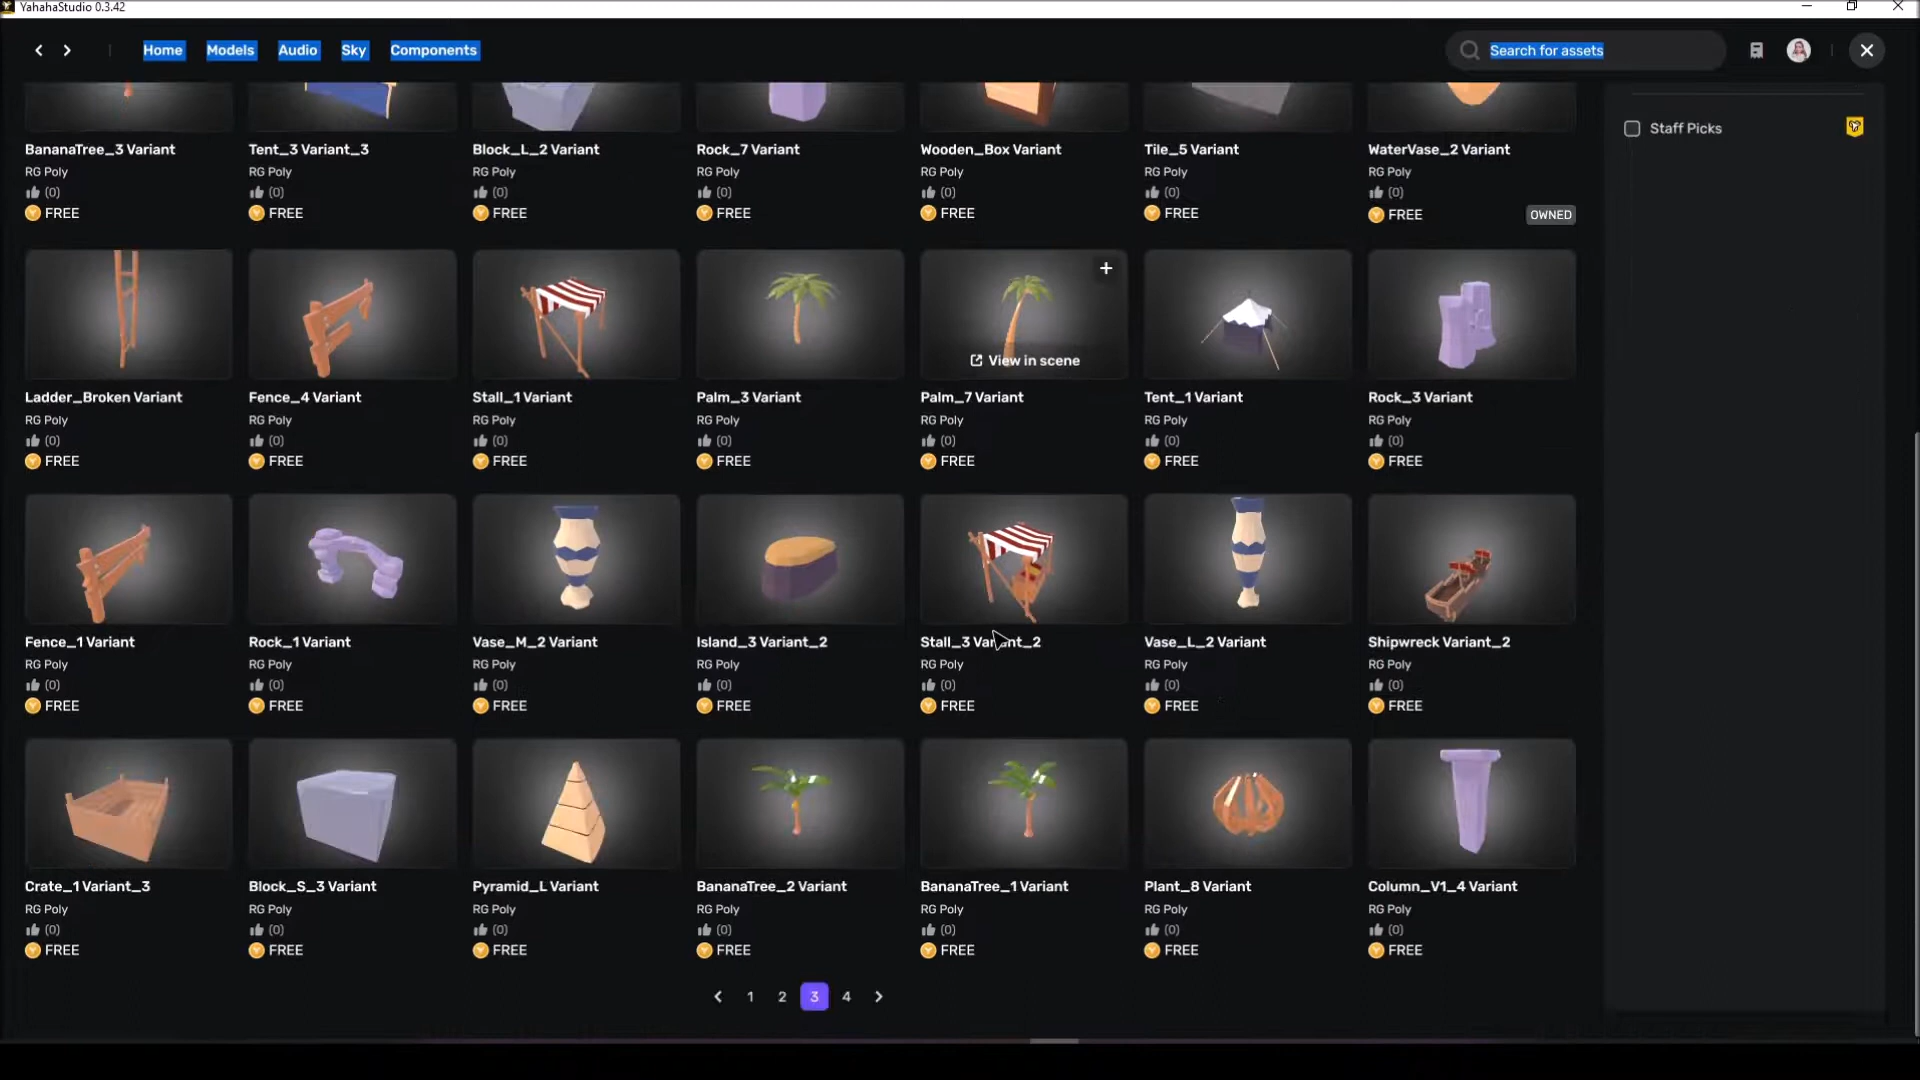 YahahaStudio 0.3.42
Home Models Audio Sky Components Search for assets
BananaTree_3 Variant Tent_3 Variant_3 Block_L_2 Variant Rock_7 Variant Wooden_Box Variant Tile_5 Variant WaterVase_2 Variant Staff Picks
RG Poly RG Poly RG Poly RG Poly RG Poly RG Poly RG Poly
(0) (0) (0) (0) (0) (0) (0)
FREE FREE FREE FREE FREE FREE FREE OWNED
View in scene
Ladder_Broken Variant Fence_4 Variant Stall_1 Variant Palm_3 Variant Palm_7 Variant Tent_1 Variant Rock_3 Variant
RG Poly RG Poly RG Poly RG Poly RG Poly RG Poly RG Poly
(0) (0) (0) (0) (0) (0) (0)
FREE FREE FREE FREE FREE FREE FREE
Fence_1 Variant Rock_1 Variant Vase_M_2 Variant Island_3 Variant_2 Stall_3 Variant_2 Vase_L_2 Variant Shipwreck Variant_2
RG Poly RG Poly RG Poly RG Poly RG Poly RG Poly RG Poly
(0) (0) (0) (0) (0) (0) (0)
FREE FREE FREE FREE FREE FREE FREE
Crate_1 Variant_3 Block_S_3 Variant Pyramid_L Variant BananaTree_2 Variant BananaTree_1 Variant Plant_8 Variant Column_V1_4 Variant
RG Poly RG Poly RG Poly RG Poly RG Poly RG Poly RG Poly
(0) (0) (0) (0) (0) (0) (0)
FREE FREE FREE FREE FREE FREE FREE
1 2 3 4